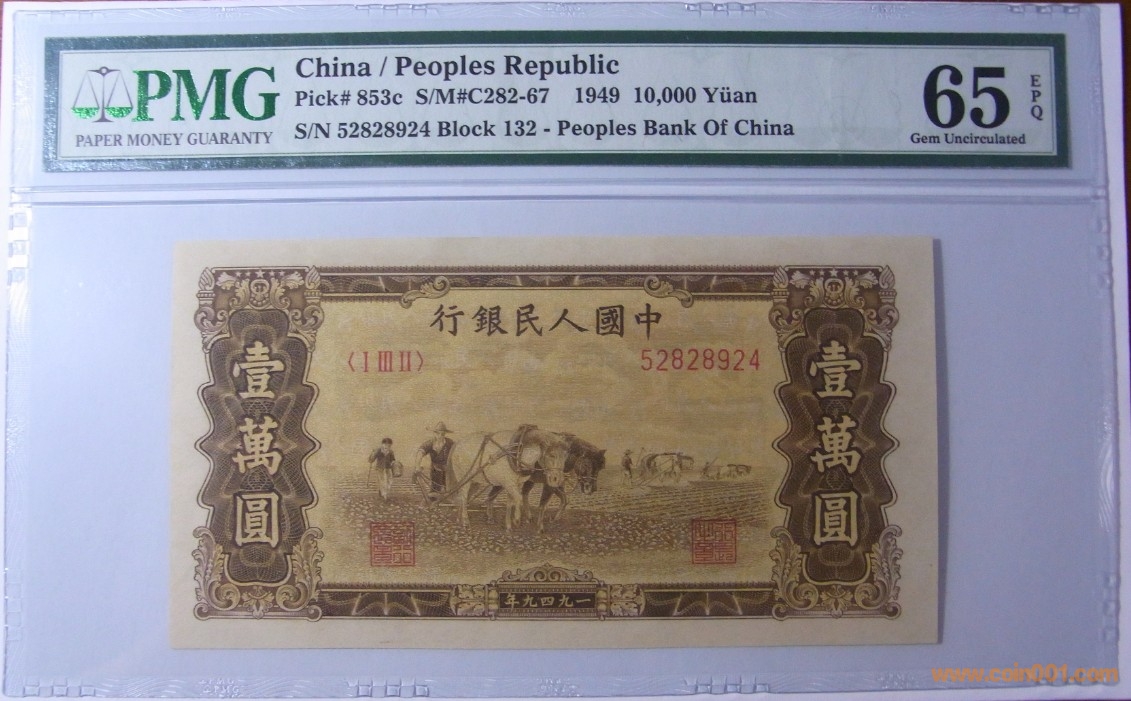 PMG
PAPER MONEY GUARANTY
China / Peoples Republic
Pick# 853c S/M#C282-67 1949 10,000 Yüan
S/N 52828924 Block 132 - Peoples Bank Of China
65
EPQ
Gem Uncirculated
行銀民人國中
〈I III II〉
52828924
壹萬圓
壹萬圓
年九四九一
www.coin001.com